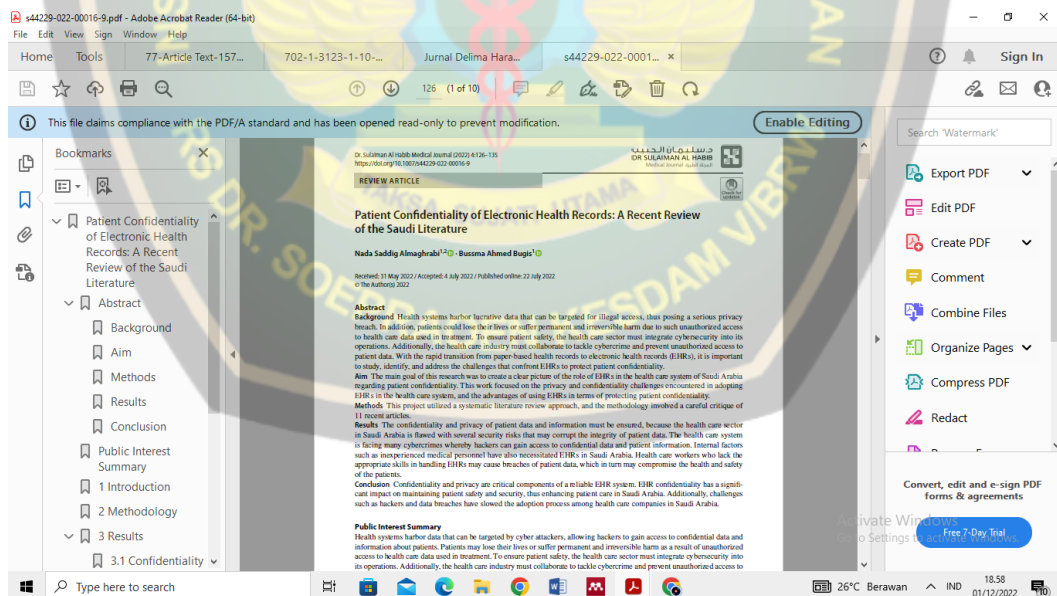 s44229-022-00016-9.pdf - Adobe Acrobat Reader (64-bit)
File Edit View Sign Window Help
Home Tools 77-Article Text-157... 702-1-3123-1-10-... Jurnal Delima Hara... s44229-022-0001... × Sign In
126 (1 of 10)
This file claims compliance with the PDF/A standard and has been opened read-only to prevent modification. Enable Editing
Bookmarks
Patient Confidentiality
of Electronic Health
Records: A Recent
Review of the Saudi
Literature
Abstract
Background
Aim
Methods
Results
Conclusion
Public Interest
Summary
1 Introduction
2 Methodology
3 Results
3.1 Confidentiality
Dr. Sulaiman Al Habib Medical Journal (2022) 4:126–135
https://doi.org/10.1007/s44229-022-00016-9
DR SULAIMAN AL HABIB
Medical Journal
REVIEW ARTICLE
Check for
updates
Patient Confidentiality of Electronic Health Records: A Recent Review
of the Saudi Literature
Nada Saddig Almaghrabi1,2 · Bussma Ahmed Bugis1
Received: 31 May 2022 / Accepted: 4 July 2022 / Published online: 22 July 2022
© The Author(s) 2022
Abstract
Background Health systems harbor lucrative data that can be targeted for illegal access, thus posing a serious privacy
breach. In addition, patients could lose their lives or suffer permanent and irreversible harm due to such unauthorized access
to health care data used in treatment. To ensure patient safety, the health care sector must integrate cybersecurity into its
operations. Additionally, the health care industry must collaborate to tackle cybercrime and prevent unauthorized access to
patient data. With the rapid transition from paper-based health records to electronic health records (EHRs), it is important
to study, identify, and address the challenges that confront EHRs to protect patient confidentiality.
Aim The main goal of this research was to create a clear picture of the role of EHRs in the health care system of Saudi Arabia
regarding patient confidentiality. This work focused on the privacy and confidentiality challenges encountered in adopting
EHRs in the health care system, and the advantages of using EHRs in terms of protecting patient confidentiality.
Methods This project utilized a systematic literature review approach, and the methodology involved a careful critique of
11 recent articles.
Results The confidentiality and privacy of patient data and information must be ensured, because the health care sector
in Saudi Arabia is flawed with several security risks that may corrupt the integrity of patient data. The health care system
is facing many cybercrimes whereby hackers can gain access to confidential data and patient information. Internal factors
such as inexperienced medical personnel have also necessitated EHRs in Saudi Arabia. Health care workers who lack the
appropriate skills in handling EHRs may cause breaches of patient data, which in turn may compromise the health and safety
of the patients.
Conclusion Confidentiality and privacy are critical components of a reliable EHR system. EHR confidentiality has a signifi-
cant impact on maintaining patient safety and security, thus enhancing patient care in Saudi Arabia. Additionally, challenges
such as hackers and data breaches have slowed the adoption process among health care companies in Saudi Arabia.
Public Interest Summary
Health systems harbor data that can be targeted by cyber attackers, allowing hackers to gain access to confidential data and
information about patients. Patients may lose their lives or suffer permanent and irreversible harm as a result of unauthorized
access to health care data used in treatment. To ensure patient safety, the health care sector must integrate cybersecurity into
its operations. Additionally, the health care industry must collaborate to tackle cybercrime and prevent unauthorized access to
Search 'Watermark'
Export PDF
Edit PDF
Create PDF
Comment
Combine Files
Organize Pages
Compress PDF
Redact
Convert, edit and e-sign PDF
forms & agreements
Free 7-Day Trial
Activate Windows
Go to Settings to activate Windows.
RS DR. SOEPRAOEN KESDAM V/BRW
Type here to search 26°C Berawan IND 18.58
01/12/2022